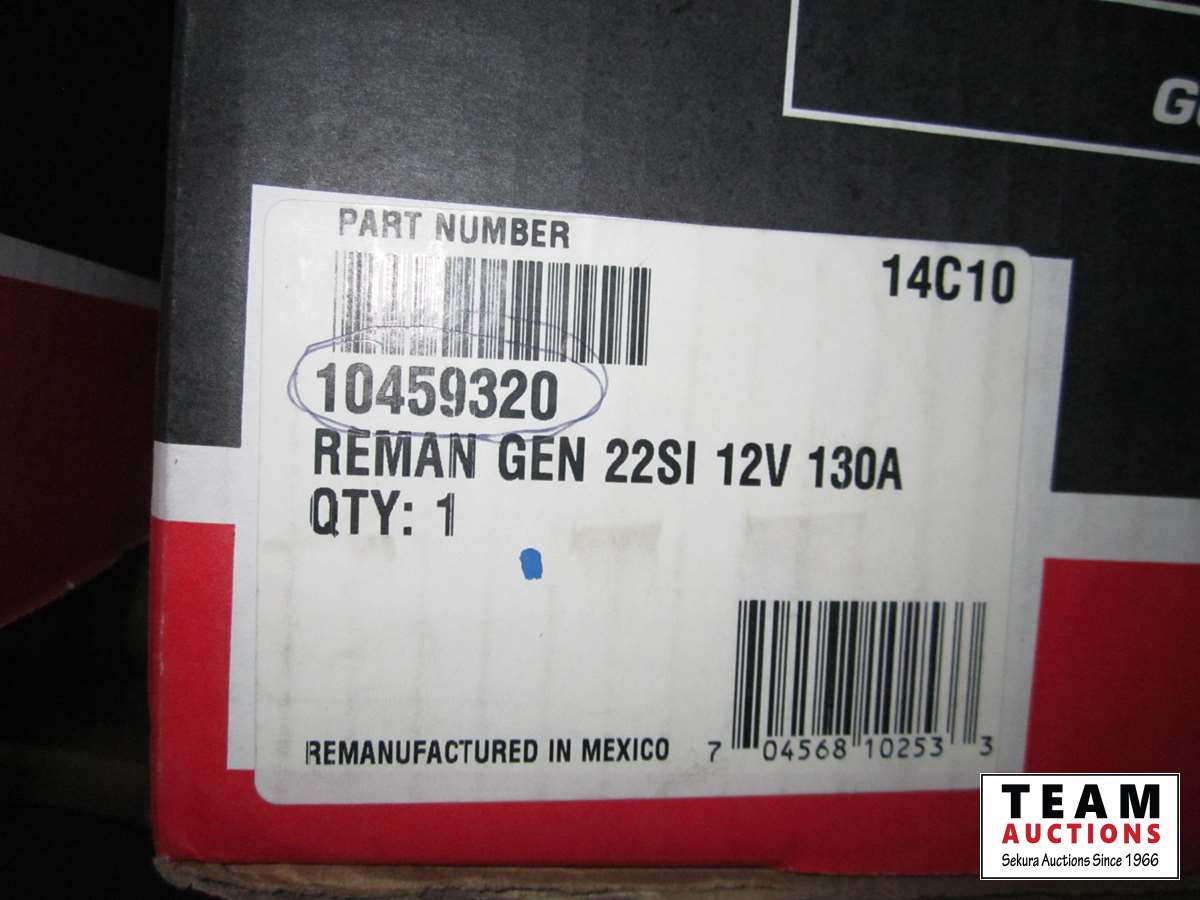 PART NUMBER
14C10
10459320
REMAN GEN 22SI 12V 130A
QTY: 1
REMANUFACTURED IN MEXICO
7 04568 10253 3
TEAM
AUCTIONS
Sekura Auctions Since 1966